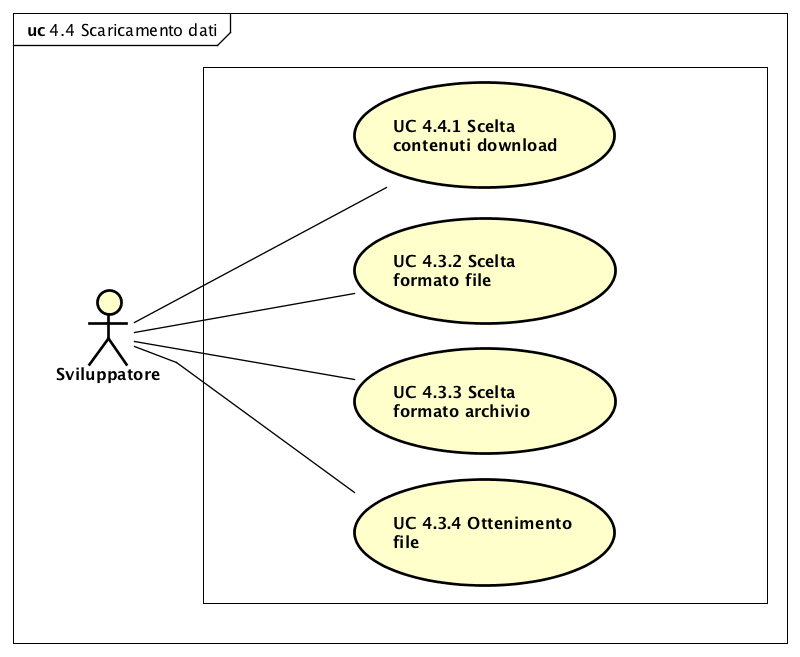 uc 4.4 Scaricamento dati
UC 4.4.1 Scelta
contenuti download
UC 4.3.2 Scelta
formato file
Sviluppatore
UC 4.3.3 Scelta
formato archivio
UC 4.3.4 Ottenimento
file